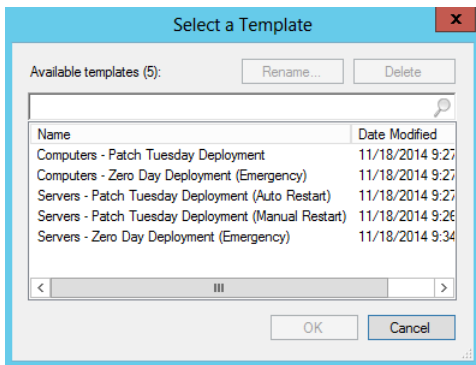 Select a Template
x
Available templates (5):
Rename...
Delete
Name Date Modified
Computers - Patch Tuesday Deployment 11/18/2014 9:27
Computers - Zero Day Deployment (Emergency) 11/18/2014 9:27
Servers - Patch Tuesday Deployment (Auto Restart) 11/18/2014 9:27
Servers - Patch Tuesday Deployment (Manual Restart) 11/18/2014 9:26
Servers - Zero Day Deployment (Emergency) 11/18/2014 9:34
OK
Cancel